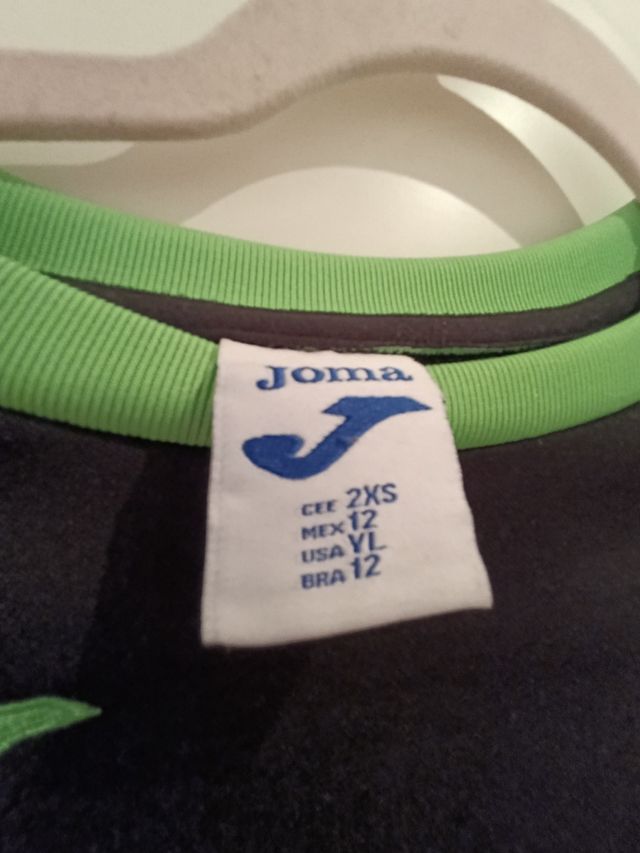 Joma
CEE 2XS
MEX 12
USA YL
BRA 12